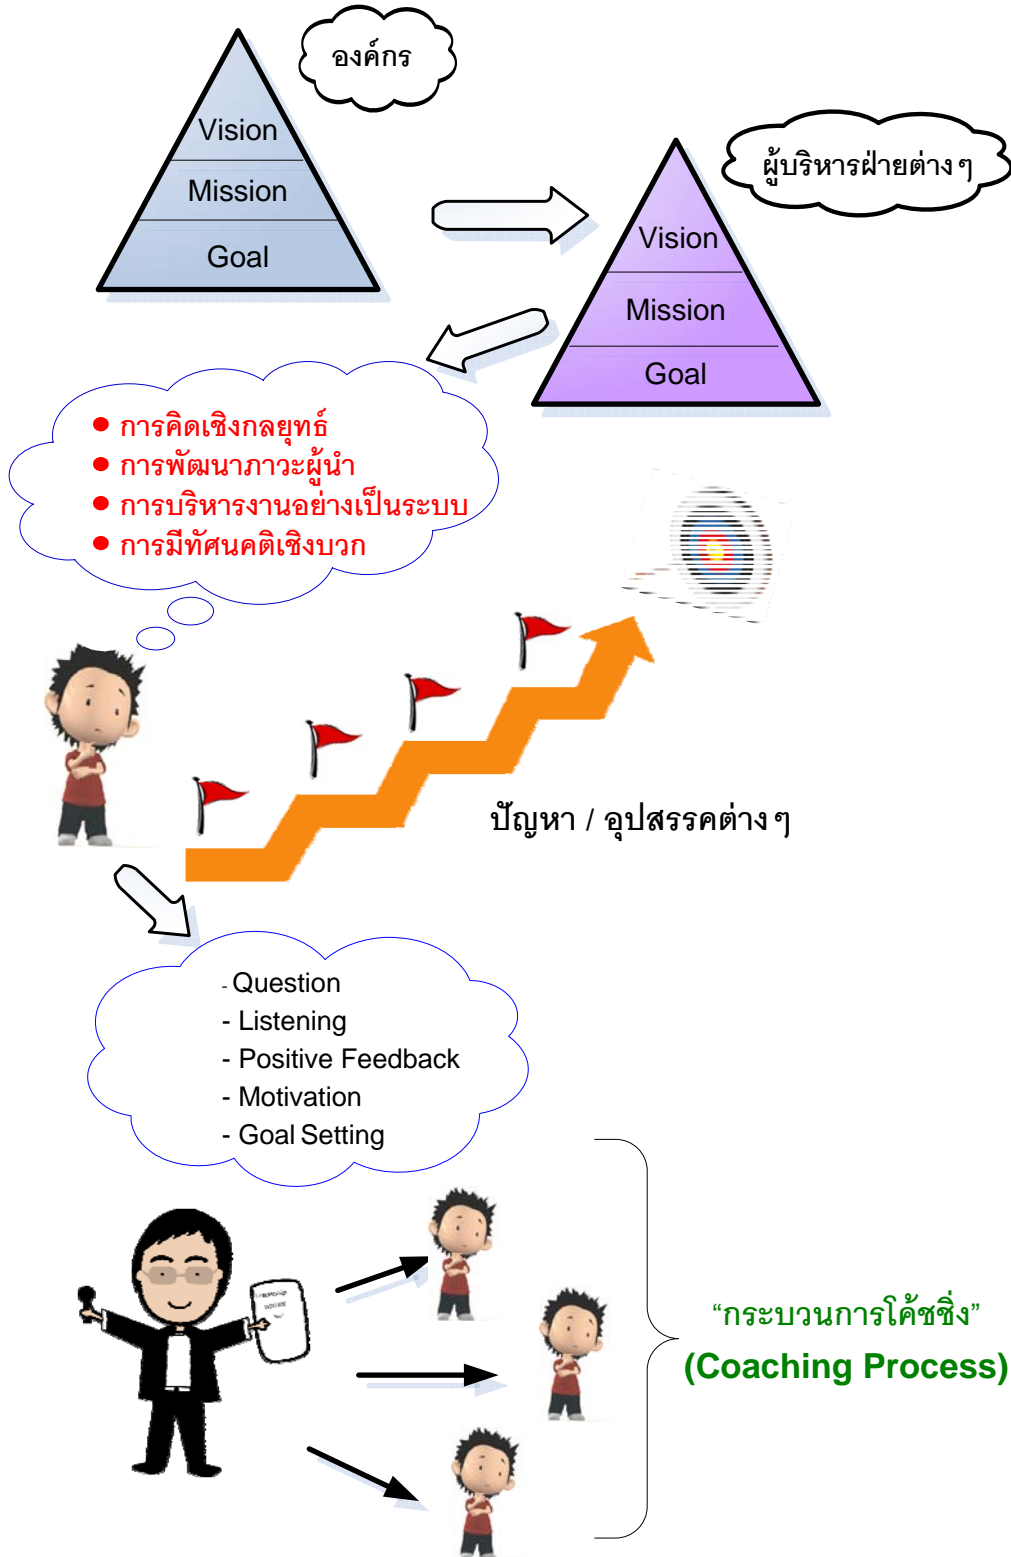 องค์กร
Vision
Mission
Goal
ผู้บริหารฝ่ายต่างๆ
Vision
Mission
Goal
● การคิดเชิงกลยุทธ์
● การพัฒนาภาวะผู้นำ
● การบริหารงานอย่างเป็นระบบ
● การมีทัศนคติเชิงบวก
ปัญหา / อุปสรรคต่างๆ
- Question
- Listening
- Positive Feedback
- Motivation
- Goal Setting
“กระบวนการโค้ชชิ่ง”
(Coaching Process)